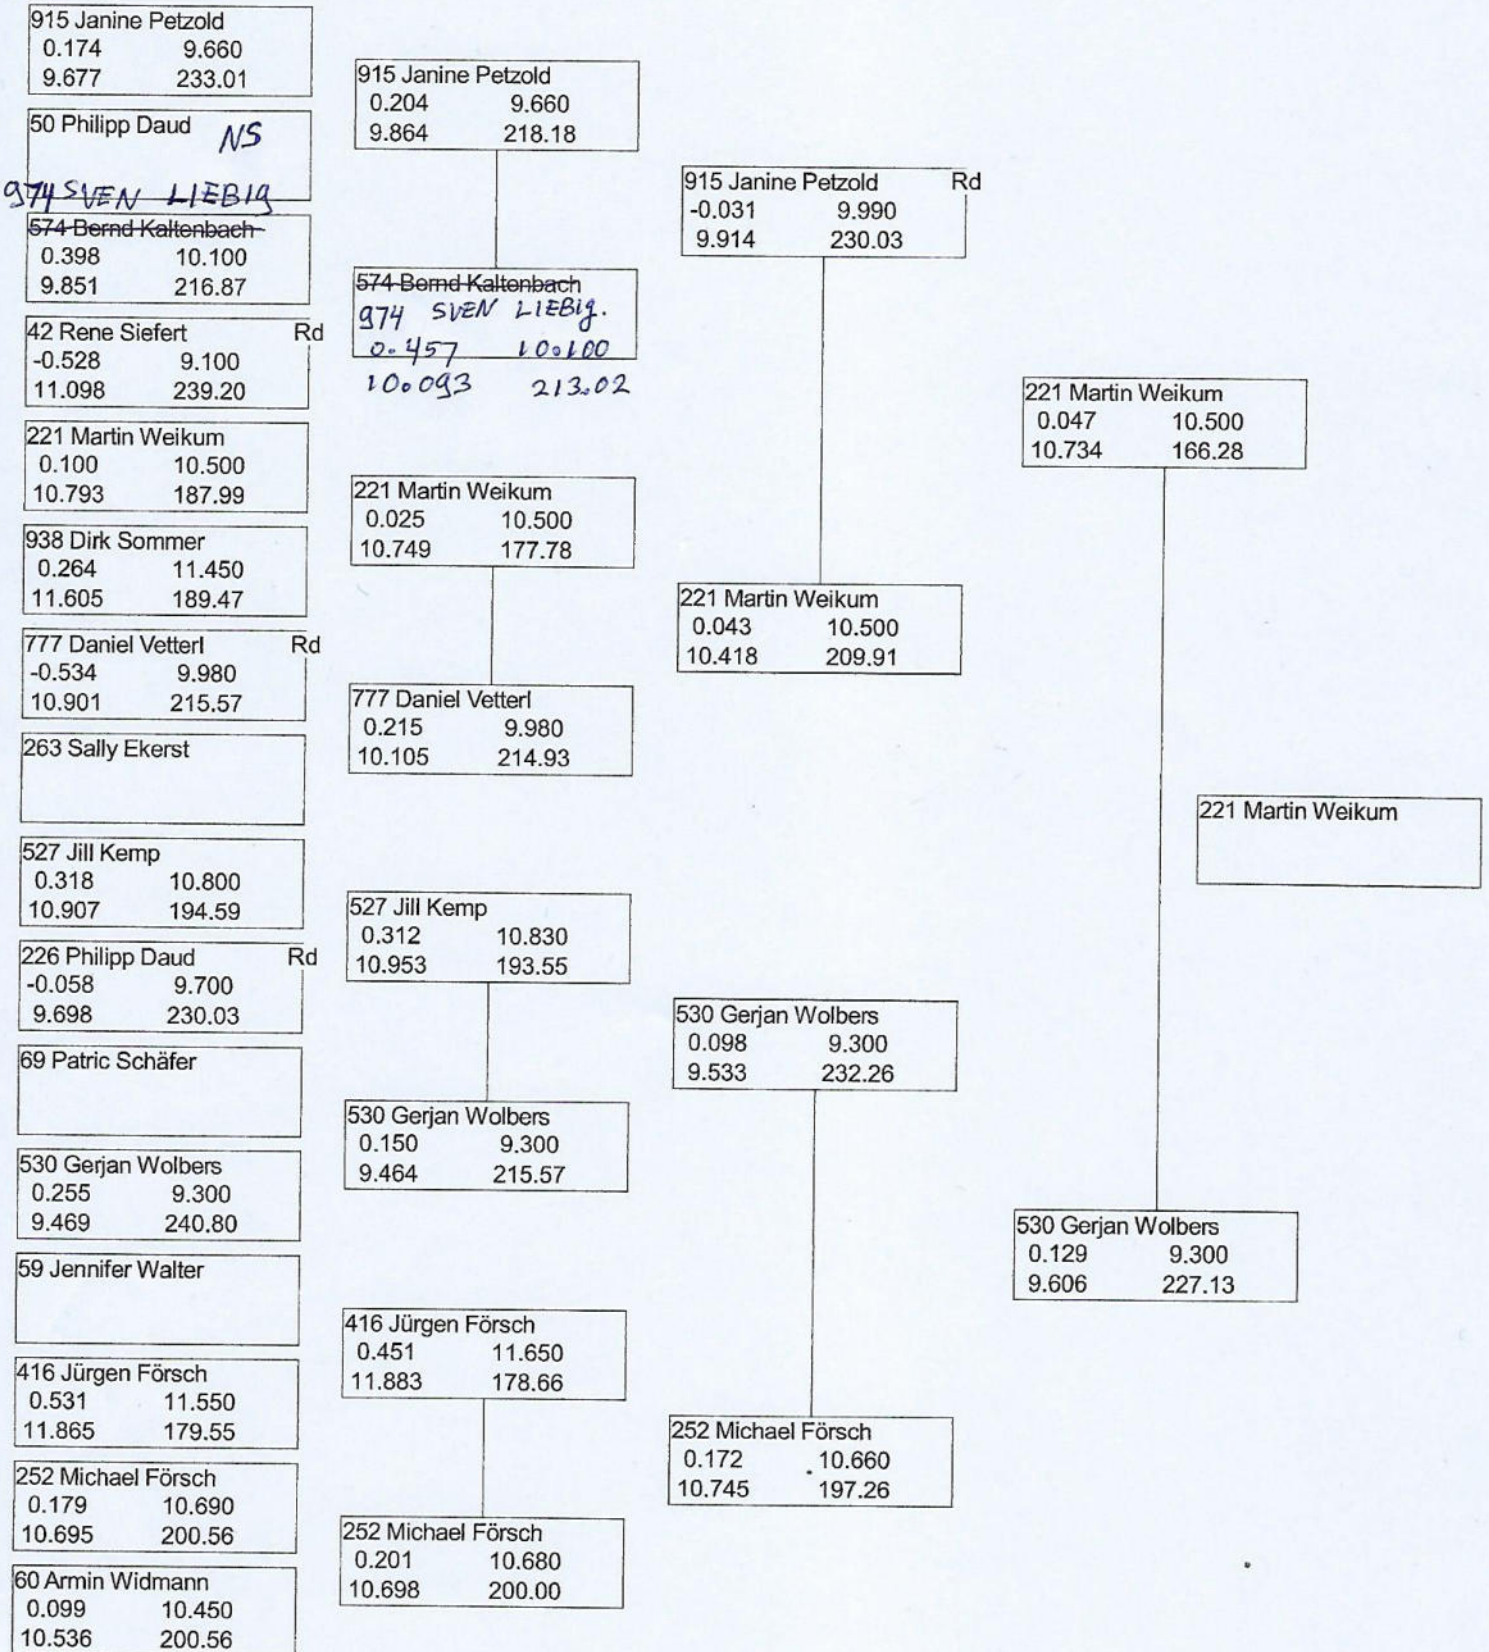 915 Janine Petzold
0.174 9.660
9.677 233.01
50 Philipp Daud NS
974 SVEN LIEBIG
574 Bernd Kaltenbach
0.398 10.100
9.851 216.87
42 Rene Siefert Rd
-0.528 9.100
11.098 239.20
221 Martin Weikum
0.100 10.500
10.793 187.99
938 Dirk Sommer
0.264 11.450
11.605 189.47
777 Daniel Vetterl Rd
-0.534 9.980
10.901 215.57
263 Sally Ekerst
527 Jill Kemp
0.318 10.800
10.907 194.59
226 Philipp Daud Rd
-0.058 9.700
9.698 230.03
69 Patric Schäfer
530 Gerjan Wolbers
0.255 9.300
9.469 240.80
59 Jennifer Walter
416 Jürgen Försch
0.531 11.550
11.865 179.55
252 Michael Försch
0.179 10.690
10.695 200.56
60 Armin Widmann
0.099 10.450
10.536 200.56
915 Janine Petzold
0.204 9.660
9.864 218.18
574 Bernd Kaltenbach
974 SVEN LIEBIG.
0.457 10.100
10.093 213.02
221 Martin Weikum
0.025 10.500
10.749 177.78
777 Daniel Vetterl
0.215 9.980
10.105 214.93
527 Jill Kemp
0.312 10.830
10.953 193.55
530 Gerjan Wolbers
0.150 9.300
9.464 215.57
416 Jürgen Försch
0.451 11.650
11.883 178.66
252 Michael Försch
0.201 10.680
10.698 200.00
915 Janine Petzold Rd
-0.031 9.990
9.914 230.03
221 Martin Weikum
0.043 10.500
10.418 209.91
530 Gerjan Wolbers
0.098 9.300
9.533 232.26
252 Michael Försch
0.172 10.660
10.745 197.26
221 Martin Weikum
0.047 10.500
10.734 166.28
530 Gerjan Wolbers
0.129 9.300
9.606 227.13
221 Martin Weikum